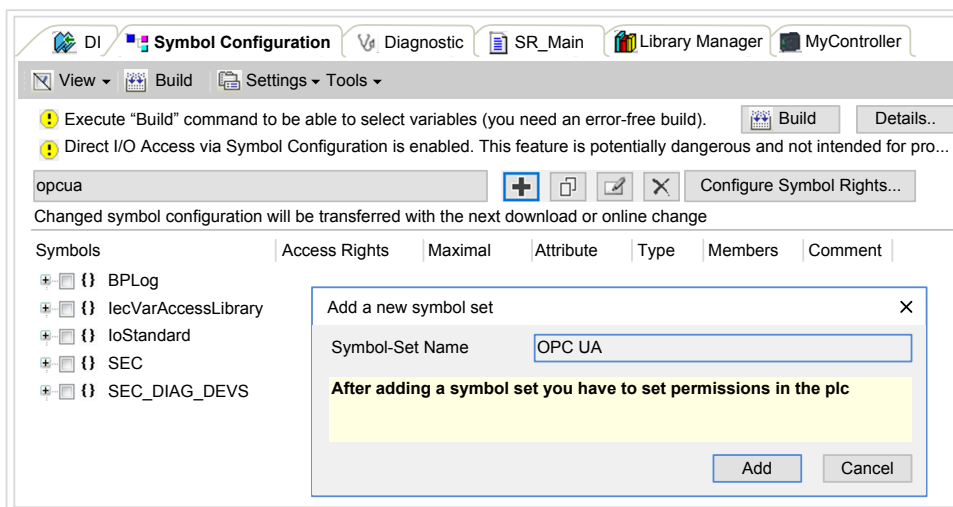 DI Symbol Configuration Diagnostic SR_Main Library Manager MyController
View Build Settings Tools
Execute “Build” command to be able to select variables (you need an error-free build). Build Details..
Direct I/O Access via Symbol Configuration is enabled. This feature is potentially dangerous and not intended for pro...
opcua Configure Symbol Rights...
Changed symbol configuration will be transferred with the next download or online change
Symbols Access Rights Maximal Attribute Type Members Comment
{} BPLog
{} IecVarAccessLibrary
{} IoStandard
{} SEC
{} SEC_DIAG_DEVS
Add a new symbol set
Symbol-Set Name OPC UA
After adding a symbol set you have to set permissions in the plc
Add Cancel